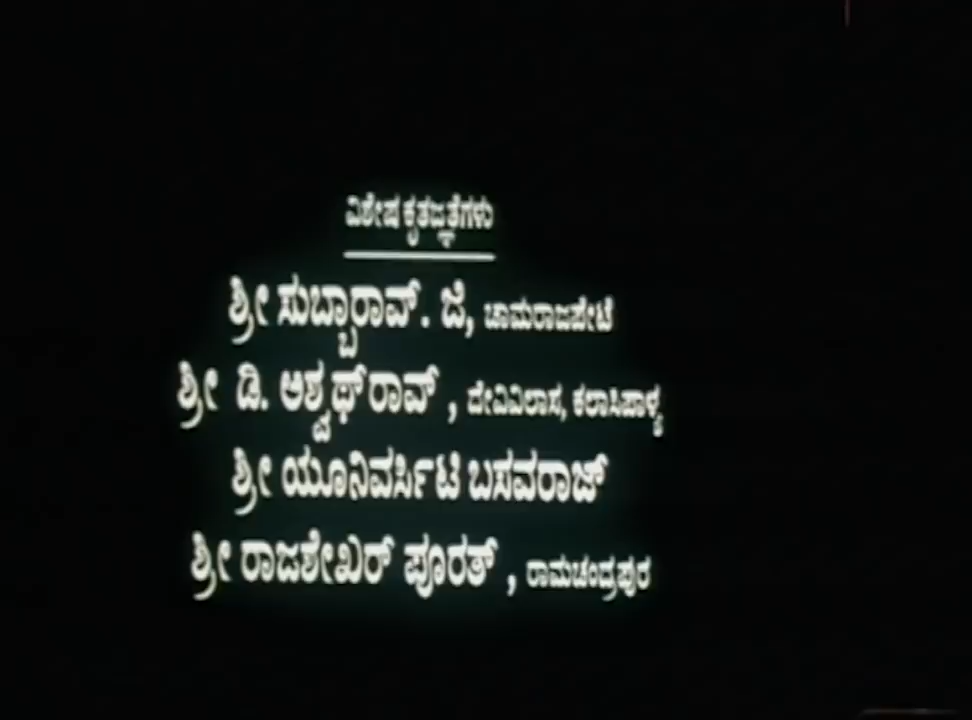 ವಿಶೇಷ ಕೃತಜ್ಞತೆಗಳು
ಶ್ರೀ ಸುಬ್ಬಾರಾವ್. ಜಿ, ಚಾಮರಾಜಪೇಟೆ
ಶ್ರೀ ಡಿ. ಅಶ್ವಥ್‌ರಾವ್ , ದೇವಿವಿಲಾಸ, ಕಲಾಸಿಪಾಳ್ಯ
ಶ್ರೀ ಯೂನಿವರ್ಸಿಟಿ ಬಸವರಾಜ್
ಶ್ರೀ ರಾಜಶೇಖರ್ ಪೂರತ್ , ರಾಮಚಂದ್ರಪುರ